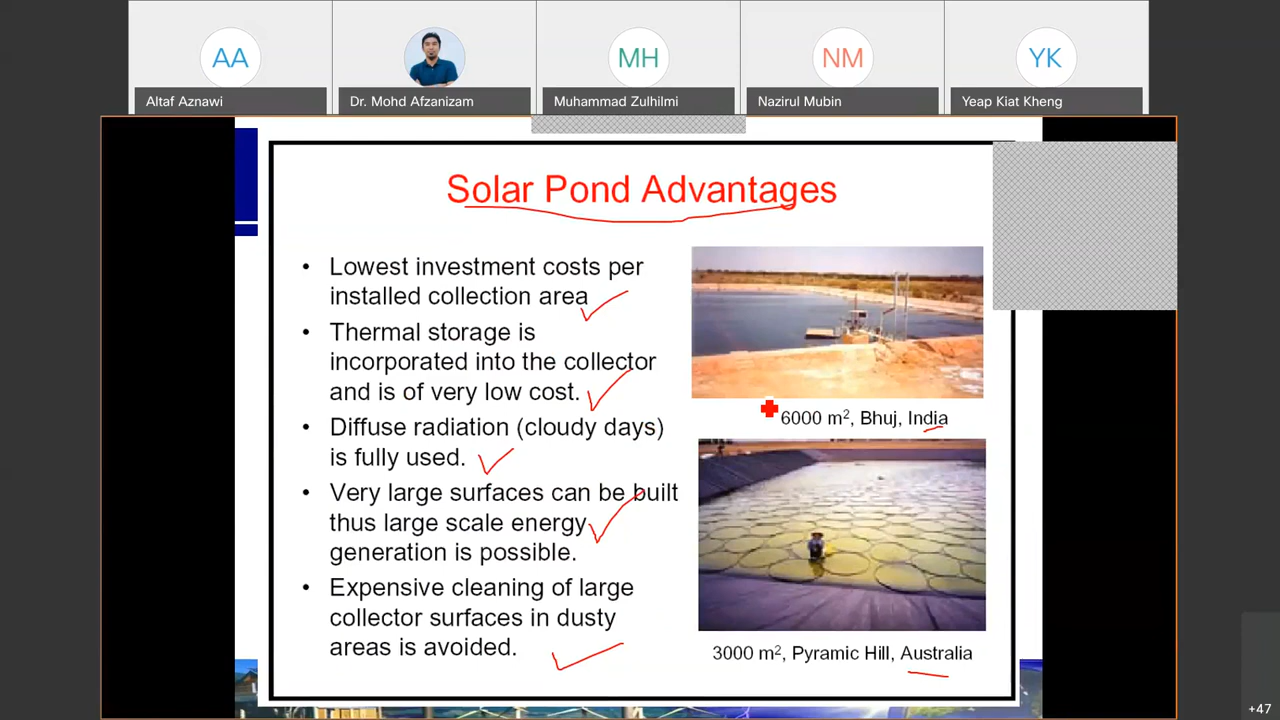 AA
MH
NM
YK
Altaf Aznawi
Dr. Mohd Afzanizam
Muhammad Zulhilmi
Nazirul Mubin
Yeap Kiat Kheng
Solar Pond Advantages
• Lowest investment costs per
installed collection area
• Thermal storage is
incorporated into the collector
and is of very low cost.
• Diffuse radiation (cloudy days)
is fully used.
• Very large surfaces can be built
thus large scale energy
generation is possible.
• Expensive cleaning of large
collector surfaces in dusty
areas is avoided.
6000 m², Bhuj, India
3000 m², Pyramic Hill, Australia
+47